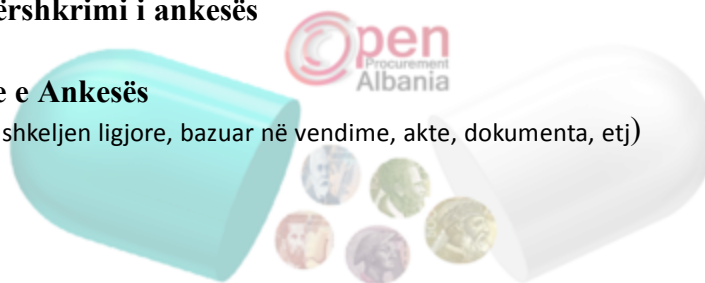 ërshkrimi i ankesës
Open
Procurement
Albania
e e Ankesës
shkeljen ligjore, bazuar në vendime, akte, dokumenta, etj)